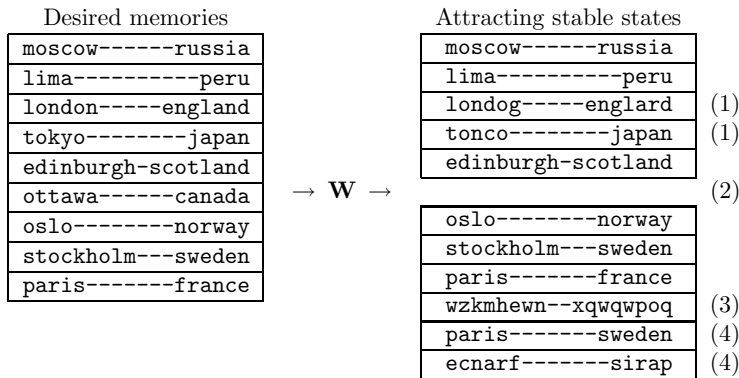 Desired memories
moscow------russia
lima----------peru
london-----england
tokyo--------japan
edinburgh-scotland
ottawa------canada
oslo--------norway
stockholm---sweden
paris-------france
→ W →
Attracting stable states
moscow------russia
lima----------peru
londog-----englard (1)
tonco--------japan (1)
edinburgh-scotland
(2)
oslo--------norway
stockholm---sweden
paris-------france
wzkmhewn--xqwqwpoq (3)
paris-------sweden (4)
ecnarf-------sirap (4)